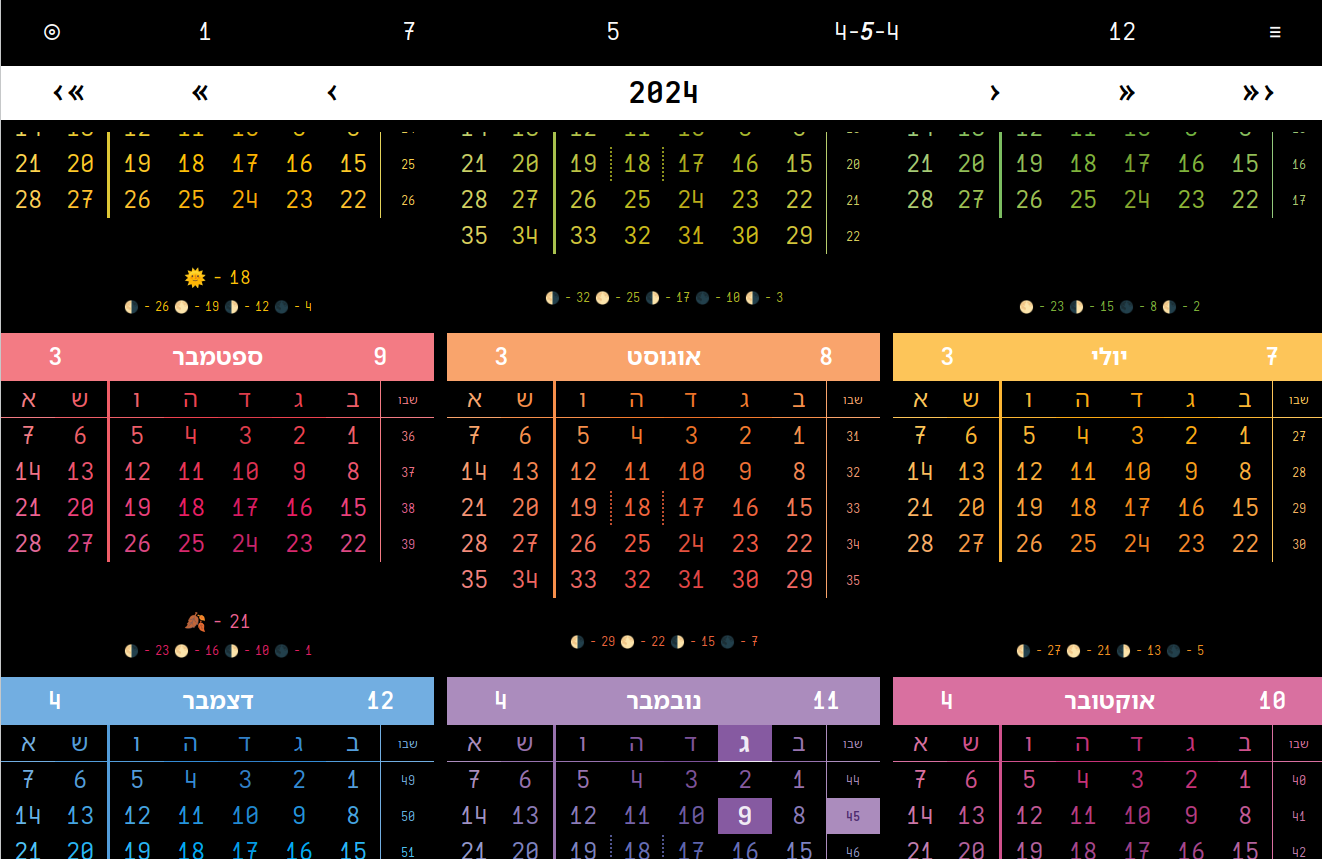 ◎ 1 7 5 4-5-4 12 ≡
‹« « ‹ 2024 › » »›
16 15 16 17 18 19 20 21
17 22 23 24 25 26 27 28
2 - 🌓 8 - 🌑 15 - 🌗 23 - 🌕
20 15 16 17 18 19 20 21
21 22 23 24 25 26 27 28
22 29 30 31 32 33 34 35
3 - 🌓 10 - 🌑 17 - 🌗 25 - 🌕 32 - 🌓
25 15 16 17 18 19 20 21
26 22 23 24 25 26 27 28
18 - 🌞
4 - 🌑 12 - 🌗 19 - 🌕 26 - 🌓
7 יולי 3
שבו ב ג ד ה ו ש א
27 1 2 3 4 5 6 7
28 8 9 10 11 12 13 14
29 15 16 17 18 19 20 21
30 22 23 24 25 26 27 28
5 - 🌑 13 - 🌗 21 - 🌕 27 - 🌓
8 אוגוסט 3
שבו ב ג ד ה ו ש א
31 1 2 3 4 5 6 7
32 8 9 10 11 12 13 14
33 15 16 17 18 19 20 21
34 22 23 24 25 26 27 28
35 29 30 31 32 33 34 35
7 - 🌑 15 - 🌗 22 - 🌕 29 - 🌓
9 ספטמבר 3
שבו ב ג ד ה ו ש א
36 1 2 3 4 5 6 7
37 8 9 10 11 12 13 14
38 15 16 17 18 19 20 21
39 22 23 24 25 26 27 28
21 - 🍂
1 - 🌑 10 - 🌗 16 - 🌕 23 - 🌓
10 אוקטובר 4
שבו ב ג ד ה ו ש א
40 1 2 3 4 5 6 7
41 8 9 10 11 12 13 14
42 15 16 17 18 19 20 21
11 נובמבר 4
שבו ב ג ד ה ו ש א
44 1 2 3 4 5 6 7
45 8 9 10 11 12 13 14
46 15 16 17 18 19 20 21
12 דצמבר 4
שבו ב ג ד ה ו ש א
49 1 2 3 4 5 6 7
50 8 9 10 11 12 13 14
51 15 16 17 18 19 20 21